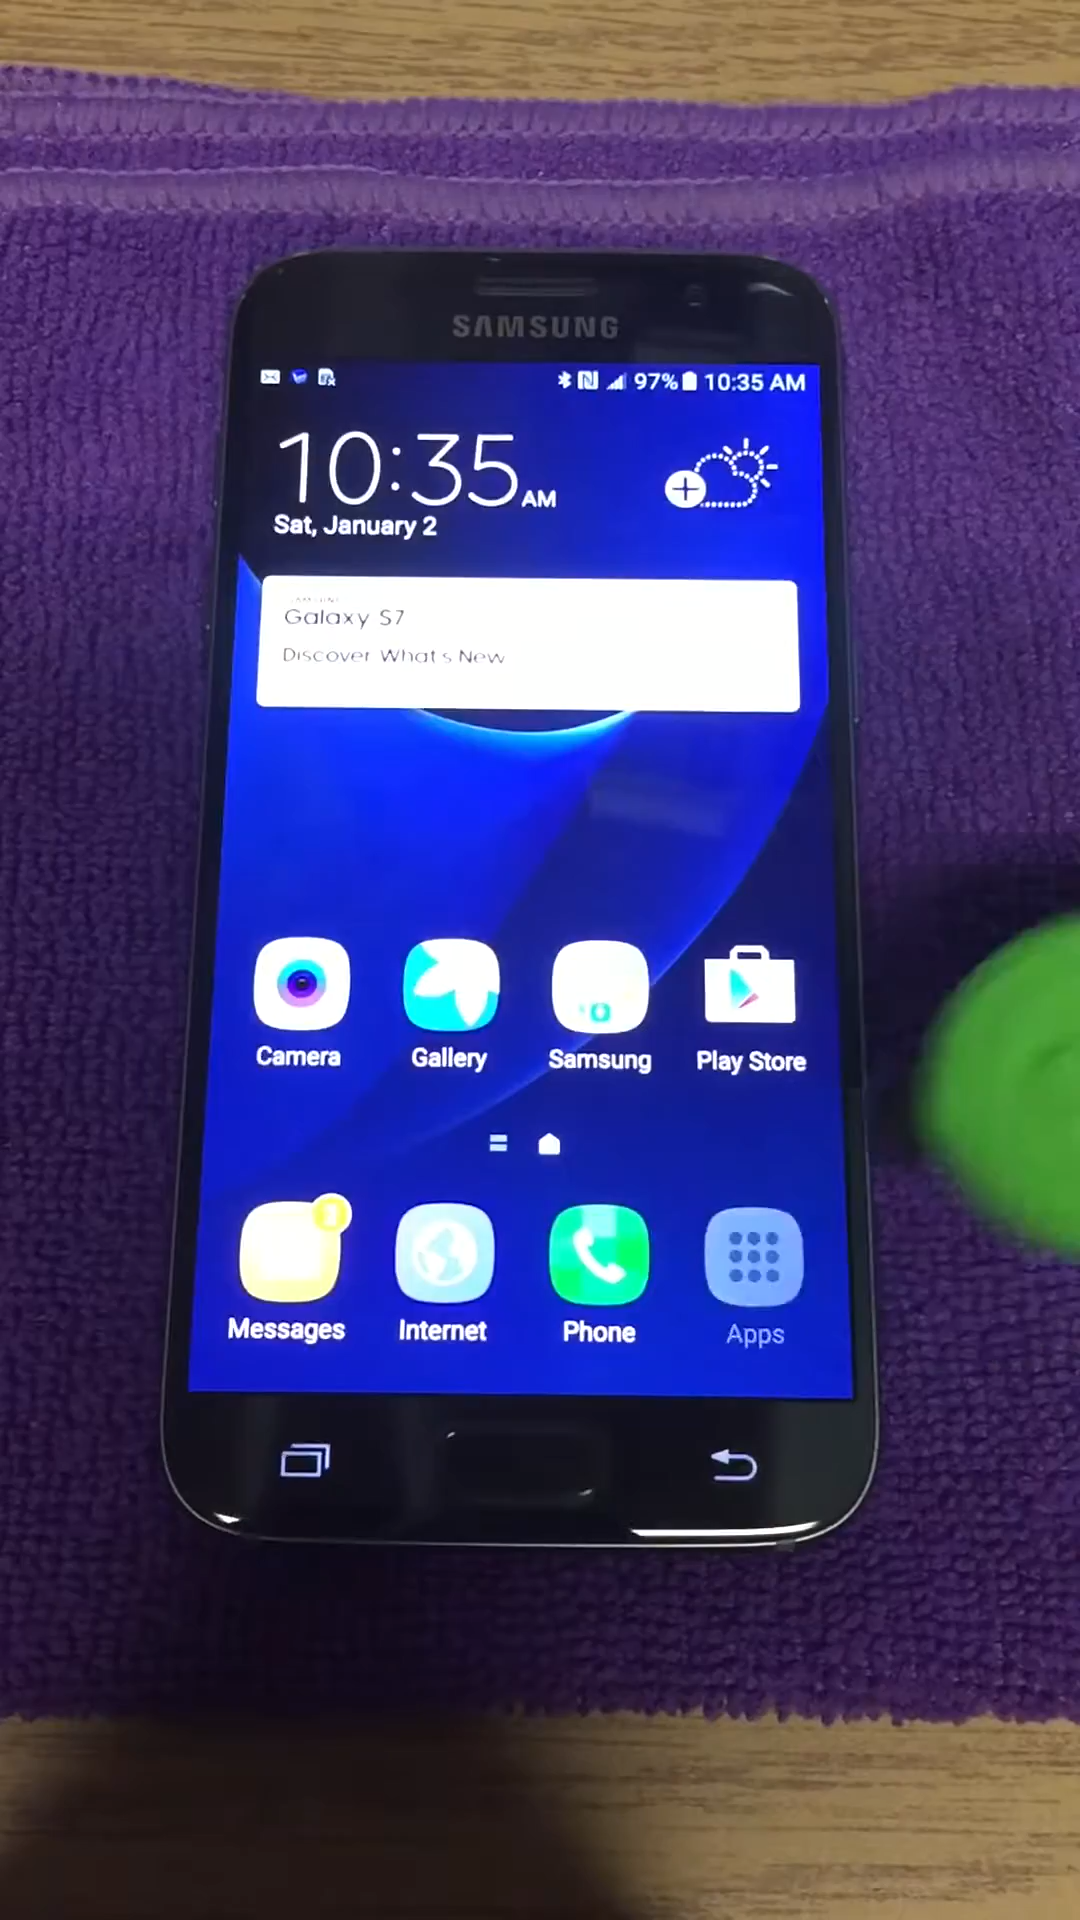 SAMSUNG
97% 10:35 AM
10:35 AM
Sat, January 2
SAMSUNG
Galaxy S7
Discover What's New
Camera
Gallery
Samsung
Play Store
Messages
Internet
Phone
Apps